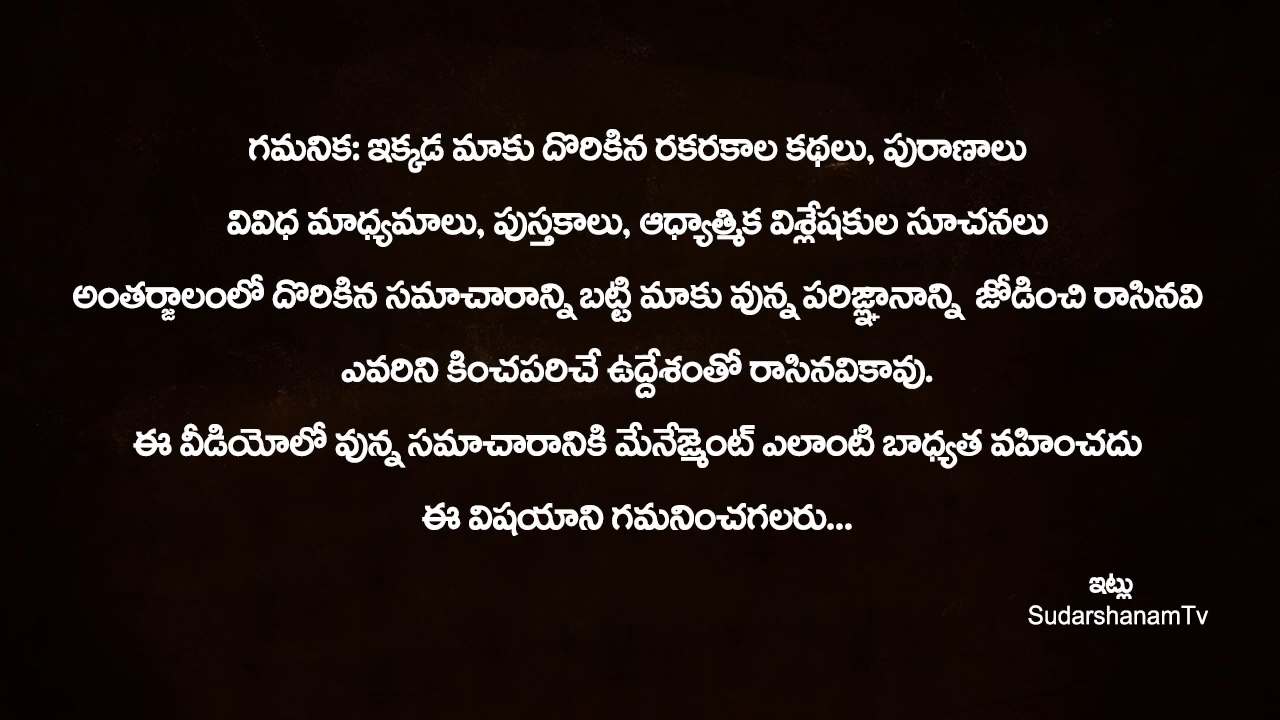 గమనిక: ఇక్కడ మాకు దొరికిన రకరకాల కథలు, పురాణాలు
వివిధ మాధ్యమాలు, పుస్తకాలు, ఆధ్యాత్మిక విశ్లేషకుల సూచనలు
అంతర్జాలంలో దొరికిన సమాచారాన్ని బట్టి మాకు వున్న పరిజ్ఞానాన్ని జోడించి రాసినవి
ఎవరిని కించపరిచే ఉద్దేశంతో రాసినవికావు.
ఈ వీడియోలో వున్న సమాచారానికి మేనేజ్మెంట్ ఎలాంటి బాధ్యత వహించదు
ఈ విషయాని గమనించగలరు...
ఇట్లు
SudarshanamTv